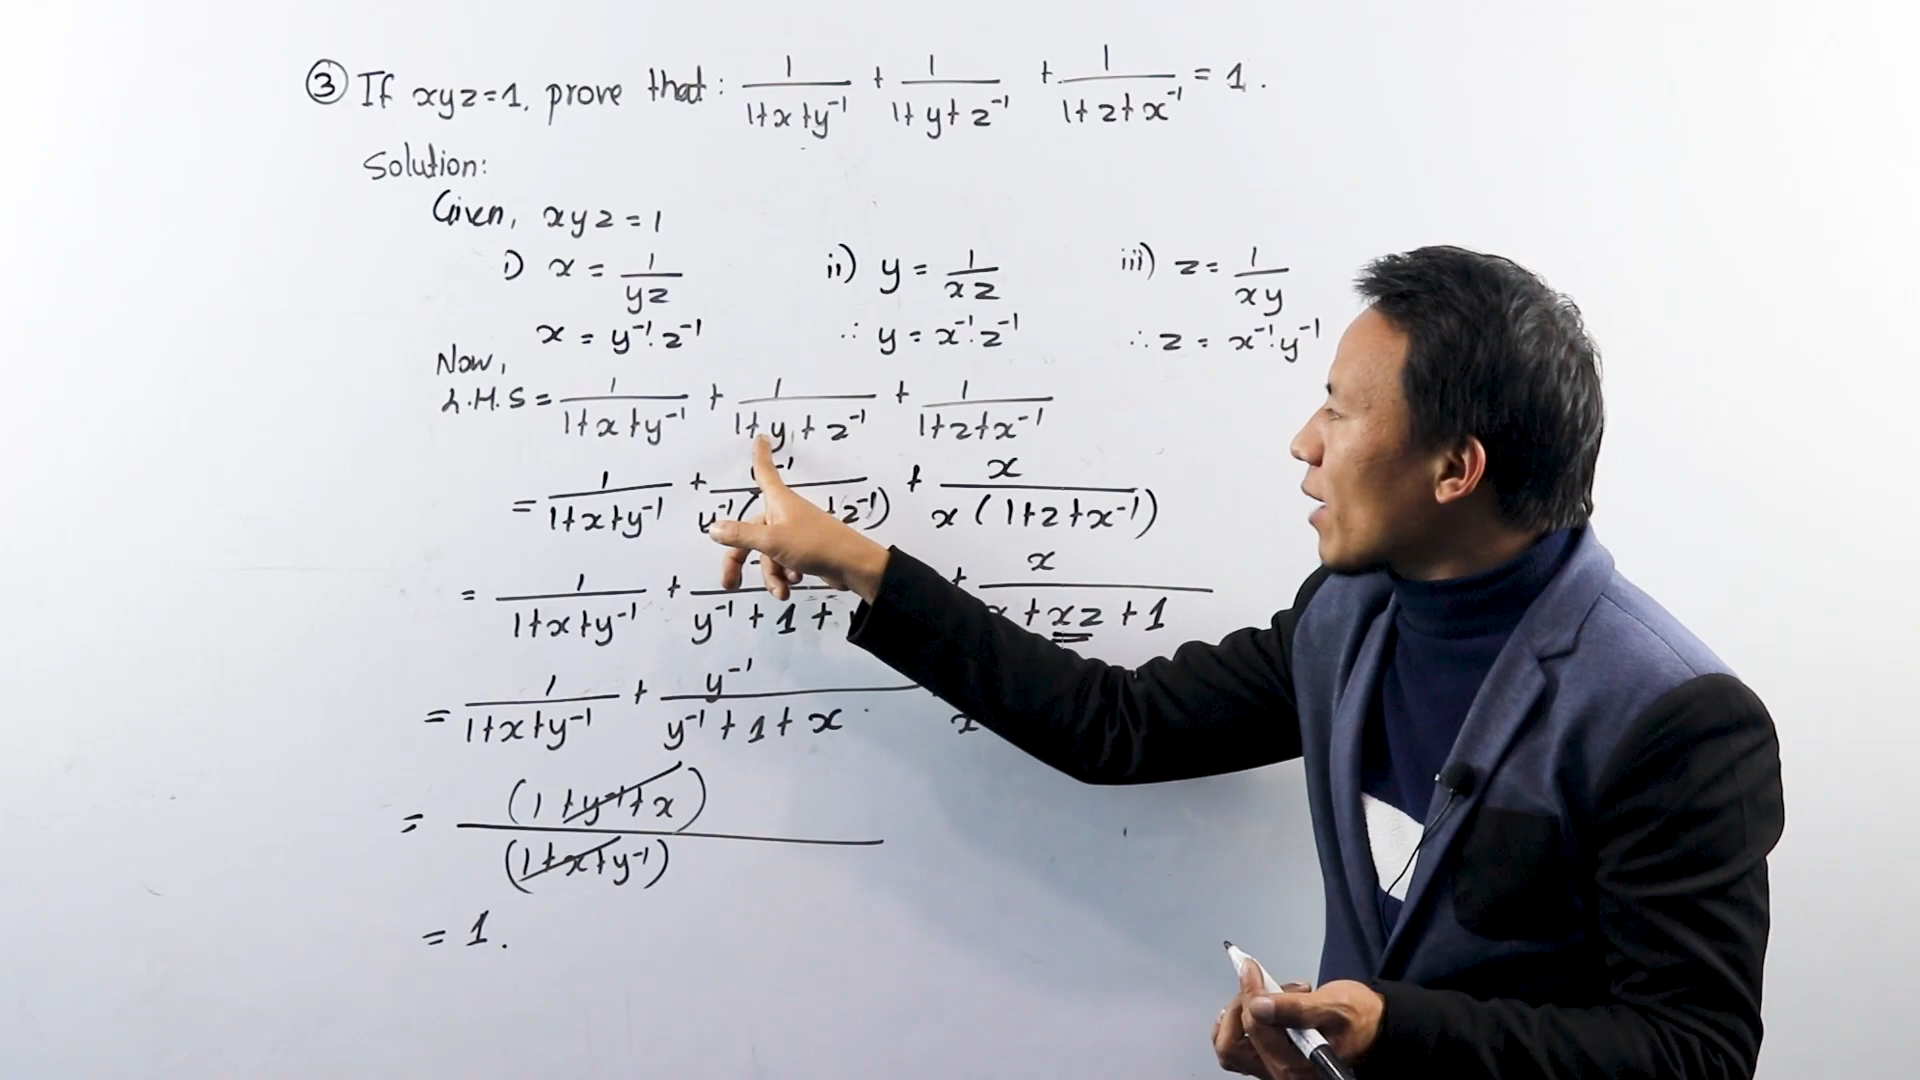 ③ If xyz=1, prove that: 1/(1+x+y⁻¹) + 1/(1+y+z⁻¹) + 1/(1+z+x⁻¹) = 1.
Solution:
Given, xyz=1
i) x = 1/yz ii) y = 1/xz iii) z = 1/xy
x = y⁻¹.z⁻¹ ∴ y = x⁻¹.z⁻¹ ∴ z = x⁻¹.y⁻¹
Now,
L.H.S = 1/(1+x+y⁻¹) + 1/(1+y+z⁻¹) + 1/(1+z+x⁻¹)
= 1/(1+x+y⁻¹) + ⁻¹/y⁻¹( +z⁻¹) + x/x(1+z+x⁻¹)
= 1/(1+x+y⁻¹) + /y⁻¹+1+ + x/ +xz+1
= 1/(1+x+y⁻¹) + y⁻¹/(y⁻¹+1+x) x
= (1+y⁻¹+x)/(1+x+y⁻¹)
= 1.